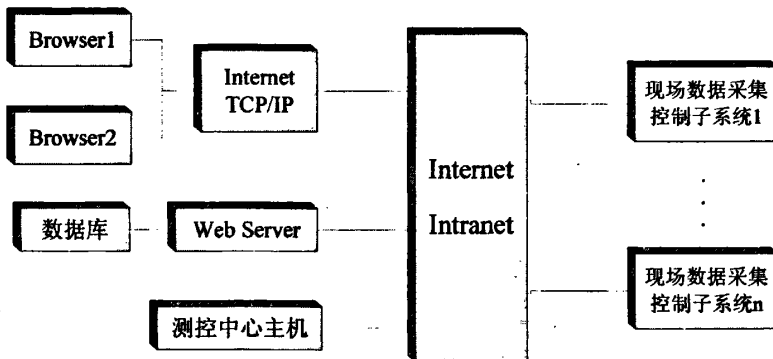 Browser1
Internet
TCP/IP
Browser2
数据库
Web Server
测控中心主机
Internet
Intranet
现场数据采集
控制子系统1
现场数据采集
控制子系统n